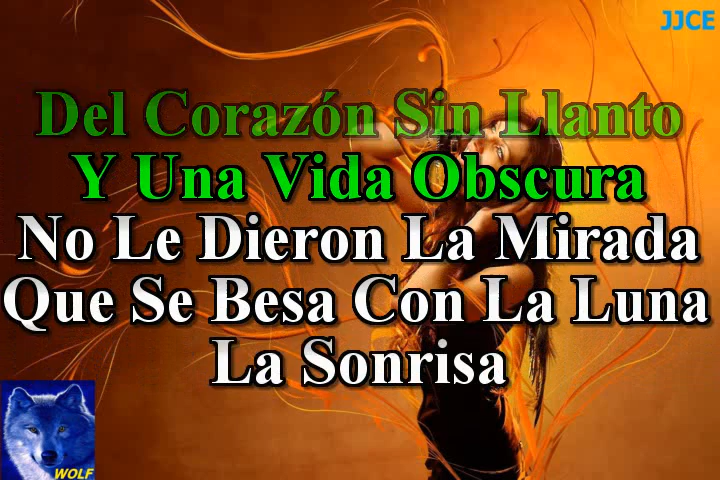 JJCE
Del Corazón Sin Llanto
Y Una Vida Obscura
No Le Dieron La Mirada
Que Se Besa Con La Luna
La Sonrisa
WOLF